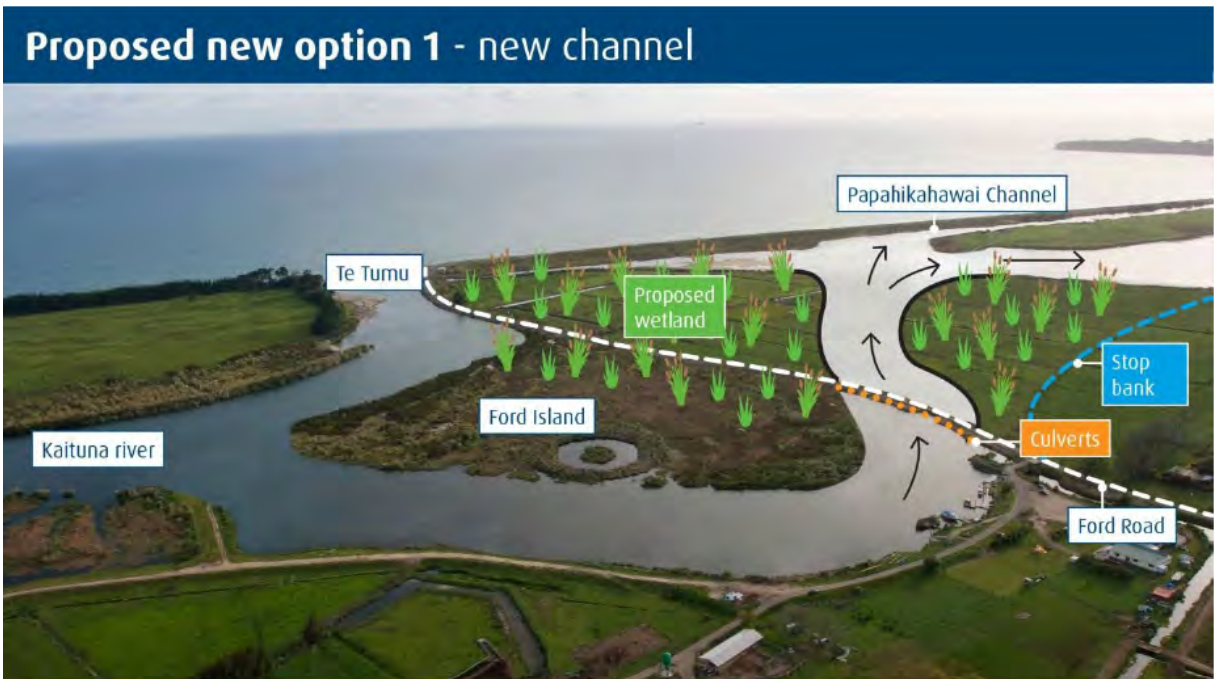 Proposed new option 1 - new channel
Papahikahawai Channel
Te Tumu
Proposed
wetland
Stop
bank
Ford Island
Culverts
Kaituna river
Ford Road